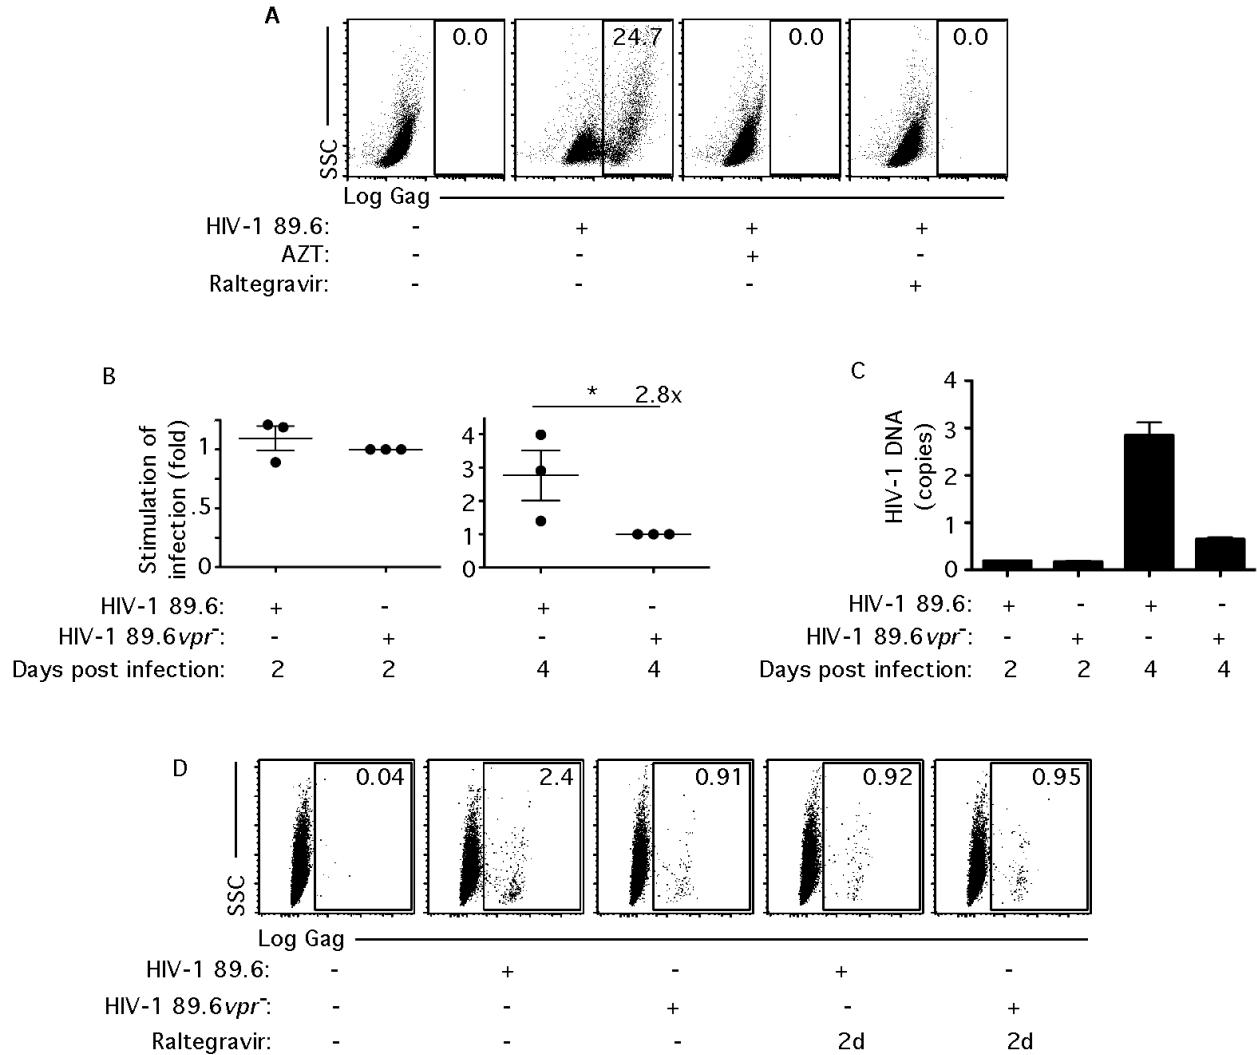 A
0.0 24.7 0.0 0.0
SSC
Log Gag
HIV-1 89.6: - + + +
AZT: - - + -
Raltegravir: - - - +
B
Stimulation of
infection (fold)
1
.5
0
* 2.8x
4
3
2
1
0
HIV-1 89.6: + - + -
HIV-1 89.6vpr⁻: - + - +
Days post infection: 2 2 4 4
C
HIV-1 DNA
(copies)
4
3
2
1
0
HIV-1 89.6: + - + -
HIV-1 89.6vpr⁻: - + - +
Days post infection: 2 2 4 4
D
0.04 2.4 0.91 0.92 0.95
SSC
Log Gag
HIV-1 89.6: - + - + -
HIV-1 89.6vpr⁻: - - + - +
Raltegravir: - - - 2d 2d